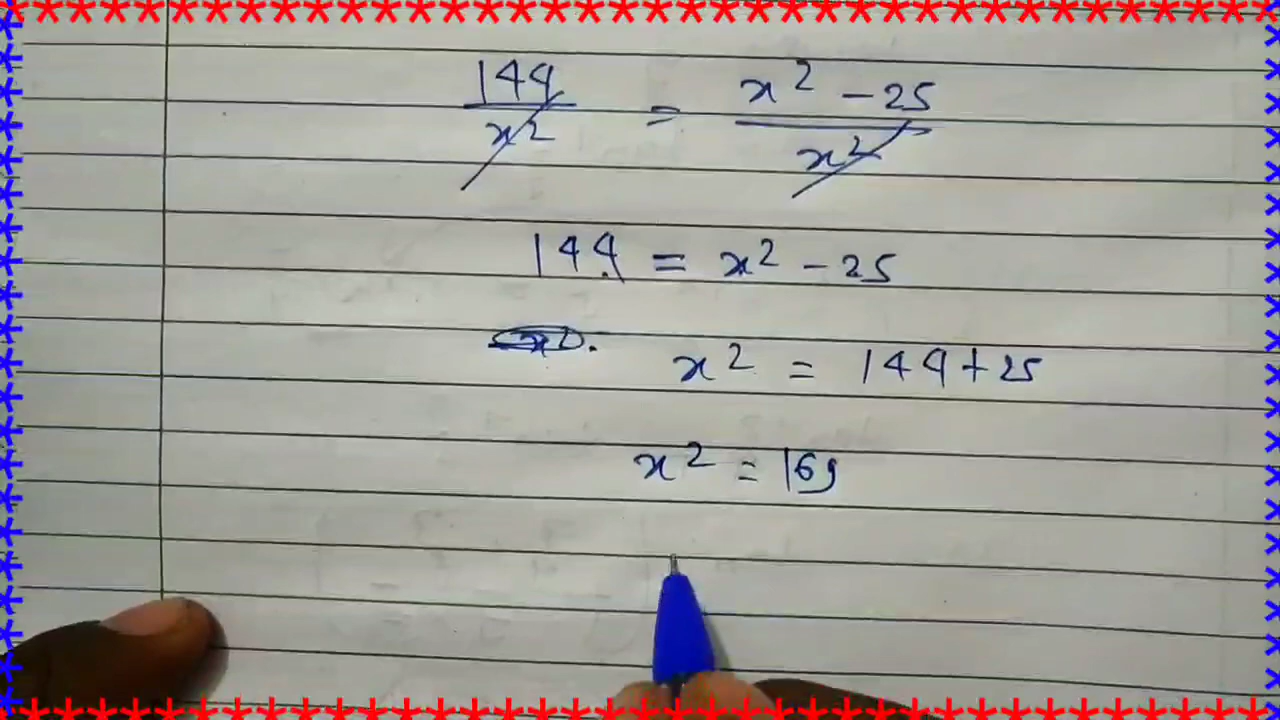 144/x² = x² - 25/x²
144 = x² - 25
x² = 144 + 25
x² = 169